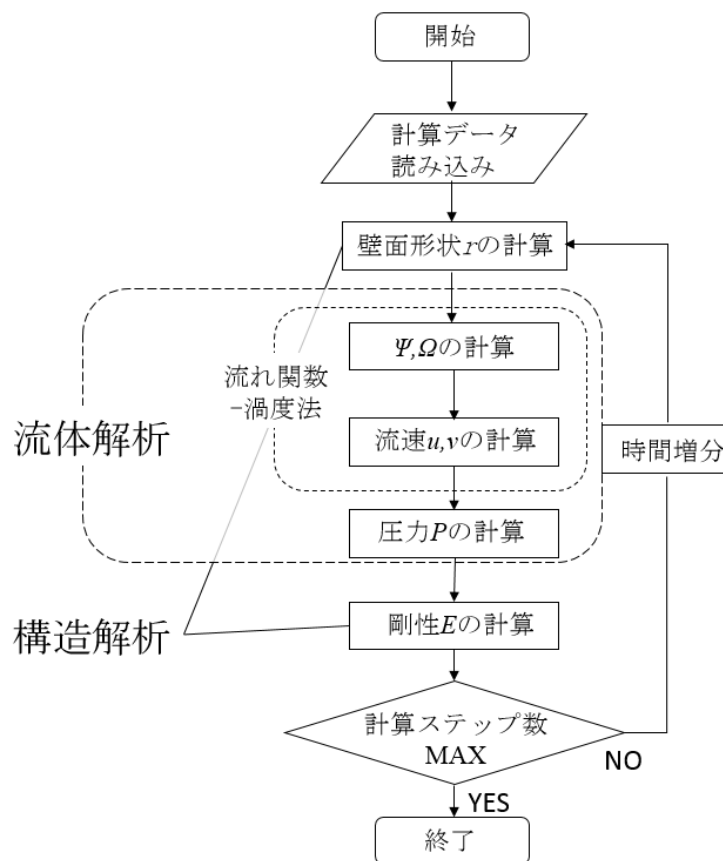 開始
計算データ
読み込み
壁面形状rの計算
Ψ,Ωの計算
流れ関数
-渦度法
流速u,vの計算
流体解析
時間増分
圧力Pの計算
剛性Eの計算
構造解析
計算ステップ数
MAX
NO
YES
終了